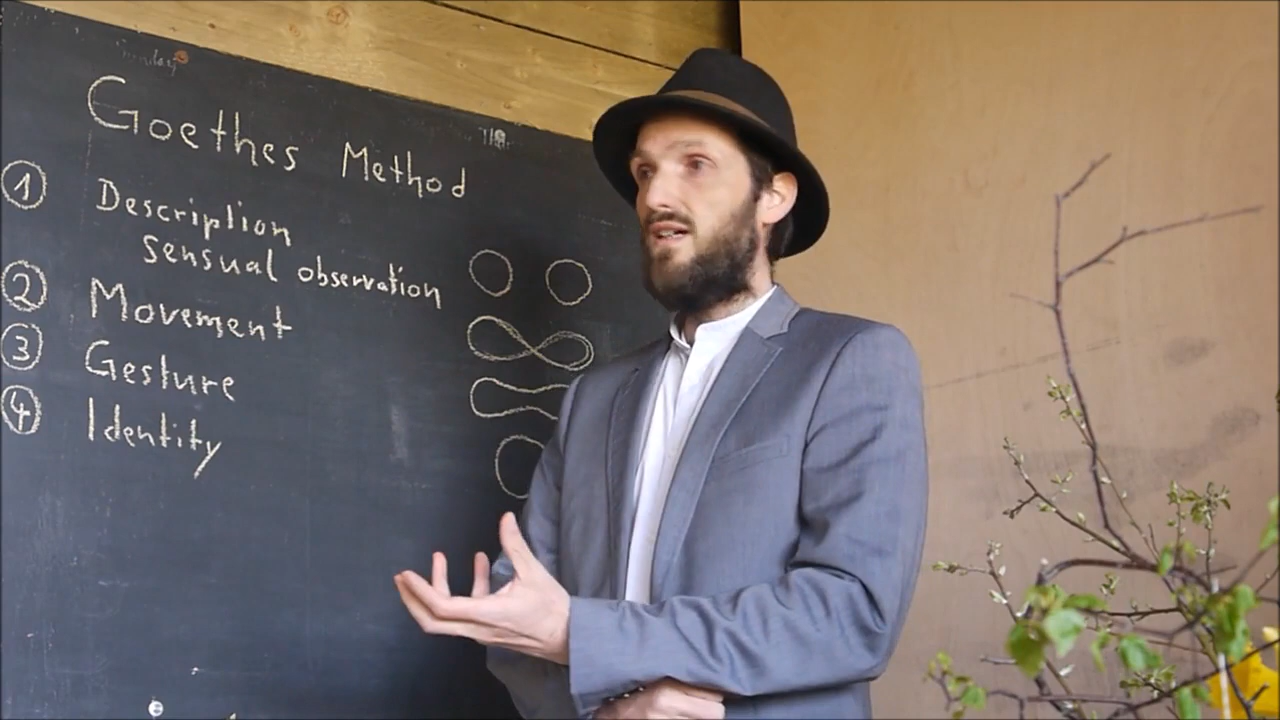 Goethes Method
① Description
sensual observation
② Movement
③ Gesture
④ Identity